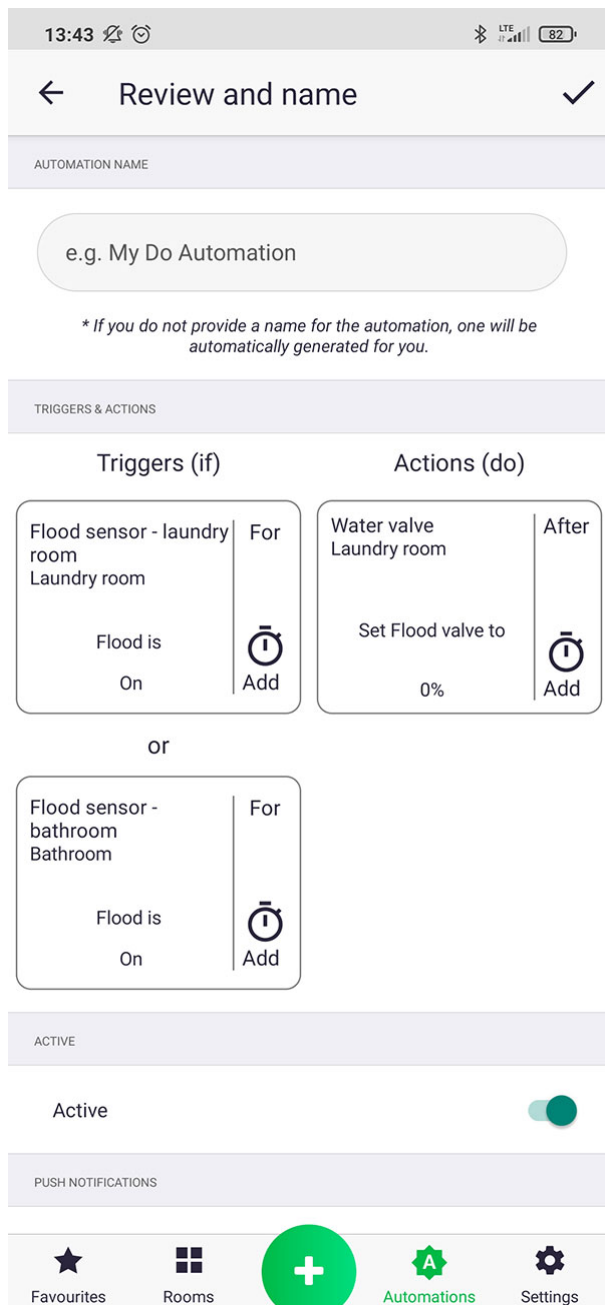 13:43
LTE
82
Review and name
AUTOMATION NAME
e.g. My Do Automation
* If you do not provide a name for the automation, one will be
automatically generated for you.
TRIGGERS & ACTIONS
Triggers (if)
Actions (do)
Flood sensor - laundry
room
Laundry room
Flood is
On
For
Add
Water valve
Laundry room
Set Flood valve to
0%
After
Add
or
Flood sensor -
bathroom
Bathroom
Flood is
On
For
Add
ACTIVE
Active
PUSH NOTIFICATIONS
Favourites
Rooms
A
Automations
Settings